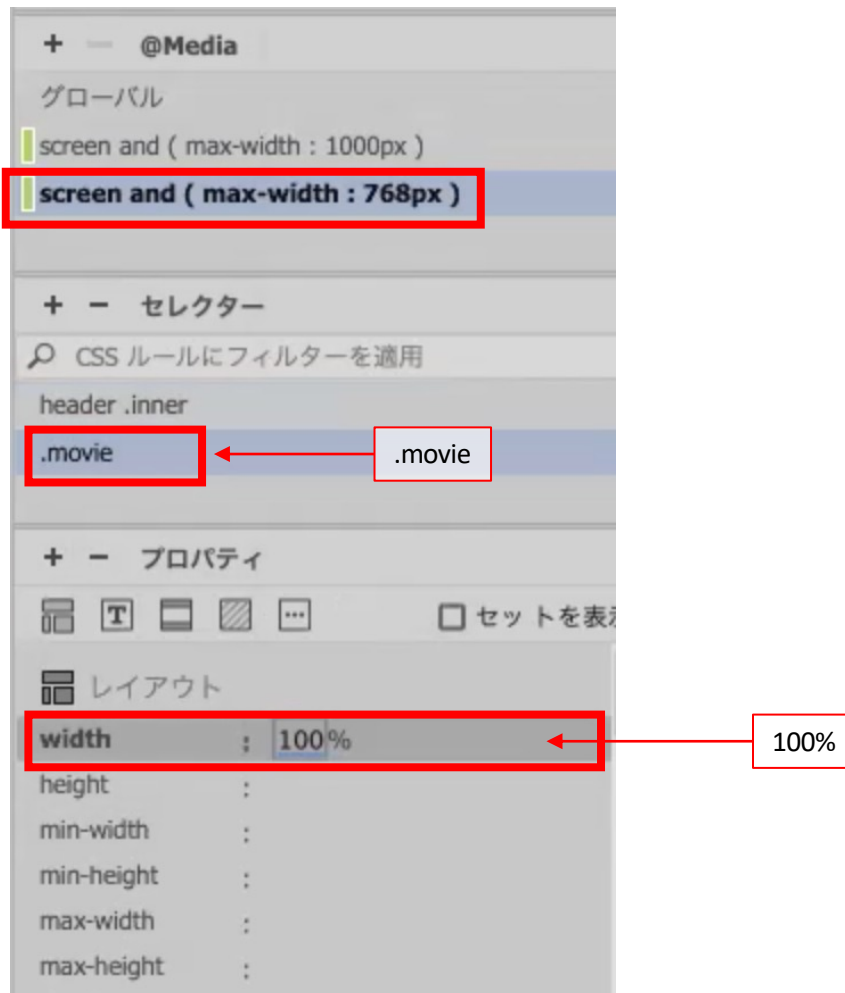 + − @Media
グローバル
screen and ( max-width : 1000px )
screen and ( max-width : 768px )
+ − セレクター
CSS ルールにフィルターを適用
header .inner
.movie
.movie
+ − プロパティ
T ... セットを表
レイアウト
width : 100%
100%
height :
min-width :
min-height :
max-width :
max-height :